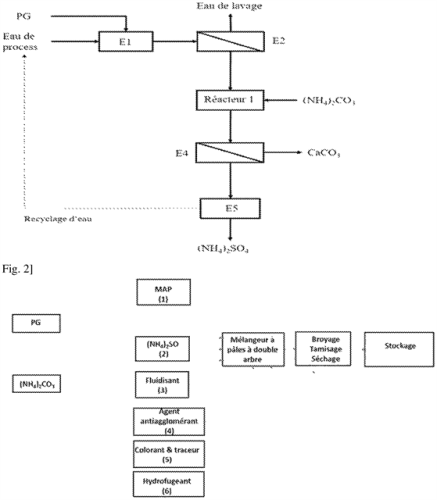 PG
Eau de lavage
Eau de
process
E1
E2
Réacteur 1
(NH₄)₂CO₃
E4
CaCO₃
E5
Recyclage d'eau
(NH₄)₂SO₄
Fig. 2]
MAP
(1)
PG
(NH₄)₂SO
(2)
Mélangeur à
pâles à double
arbre
Broyage
Tamisage
Séchage
Stockage
(NH₄)₂CO₃
Fluidisant
(3)
Agent
antiagglomérant
(4)
Colorant & traceur
(5)
Hydrofugeant
(6)